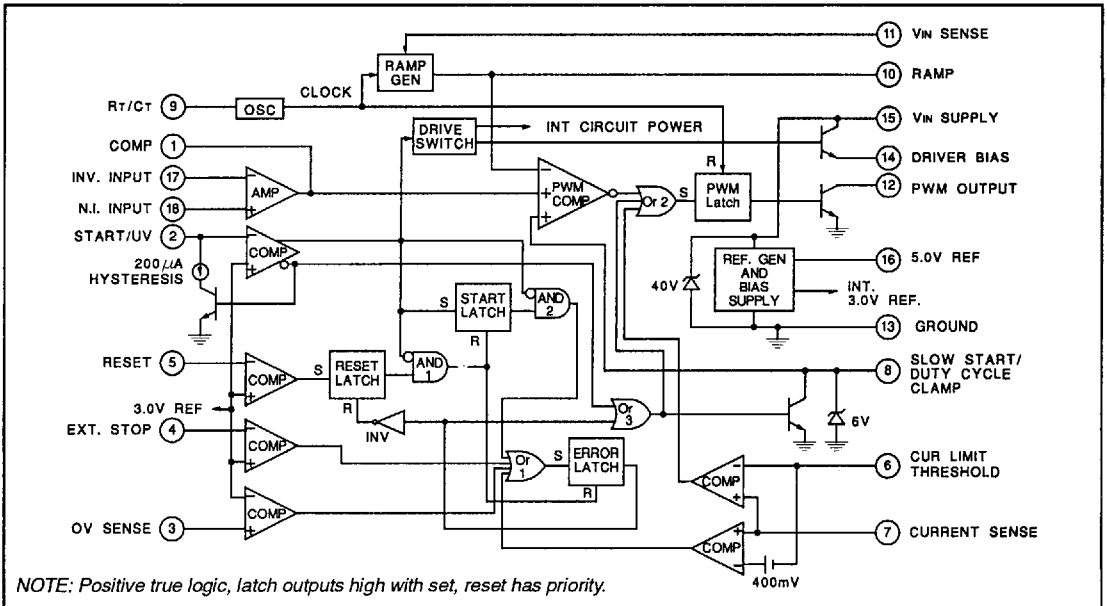 11 VIN SENSE
RAMP GEN
10 RAMP
CLOCK
9 RT/CT
OSC
15 VIN SUPPLY
DRIVE SWITCH
INT CIRCUIT POWER
COMP 1
14 DRIVER BIAS
INV. INPUT 17
−
AMP
N.I. INPUT 18
+
−
+
+
PWM COMP
Or 2
S
R
PWM Latch
12 PWM OUTPUT
START/UV 2
−
COMP
+
200µA HYSTERESIS
40V
REF. GEN AND BIAS SUPPLY
16 5.0V REF
INT. 3.0V REF.
13 GROUND
S
START LATCH
R
AND 2
RESET 5
−
COMP
+
S
RESET LATCH
R
AND 1
8 SLOW START/ DUTY CYCLE CLAMP
3.0V REF
INV
Or 3
6V
EXT. STOP 4
−
COMP
+
Or 1
S
ERROR LATCH
R
−
COMP
+
6 CUR LIMIT THRESHOLD
OV SENSE 3
−
COMP
+
+
COMP
−
7 CURRENT SENSE
400mV
NOTE: Positive true logic, latch outputs high with set, reset has priority.